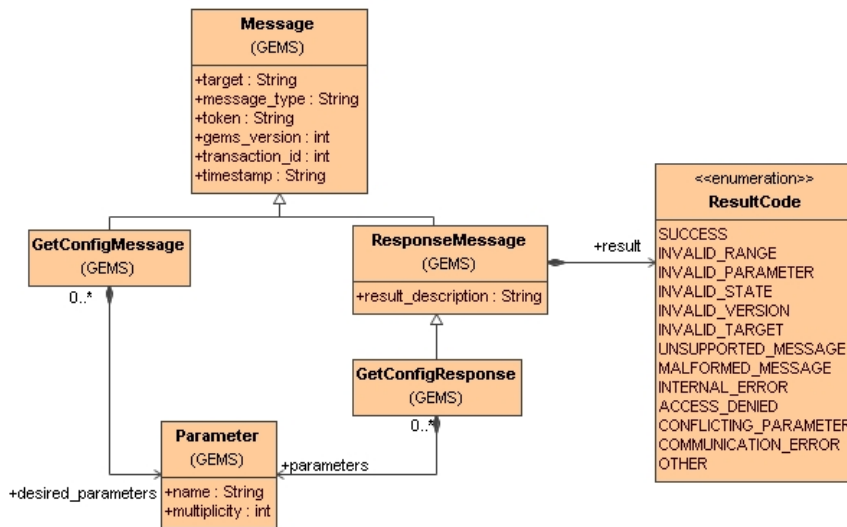 Message
(GEMS)
+target : String
+message_type : String
+token : String
+gems_version : int
+transaction_id : int
+timestamp : String
GetConfigMessage
(GEMS)
0..*
ResponseMessage
(GEMS)
+result_description : String
+result
<<enumeration>>
ResultCode
SUCCESS
INVALID_RANGE
INVALID_PARAMETER
INVALID_STATE
INVALID_VERSION
INVALID_TARGET
UNSUPPORTED_MESSAGE
MALFORMED_MESSAGE
INTERNAL_ERROR
ACCESS_DENIED
CONFLICTING_PARAMETER
COMMUNICATION_ERROR
OTHER
GetConfigResponse
(GEMS)
0..*
Parameter
(GEMS)
+name : String
+multiplicity : int
+parameters
+desired_parameters